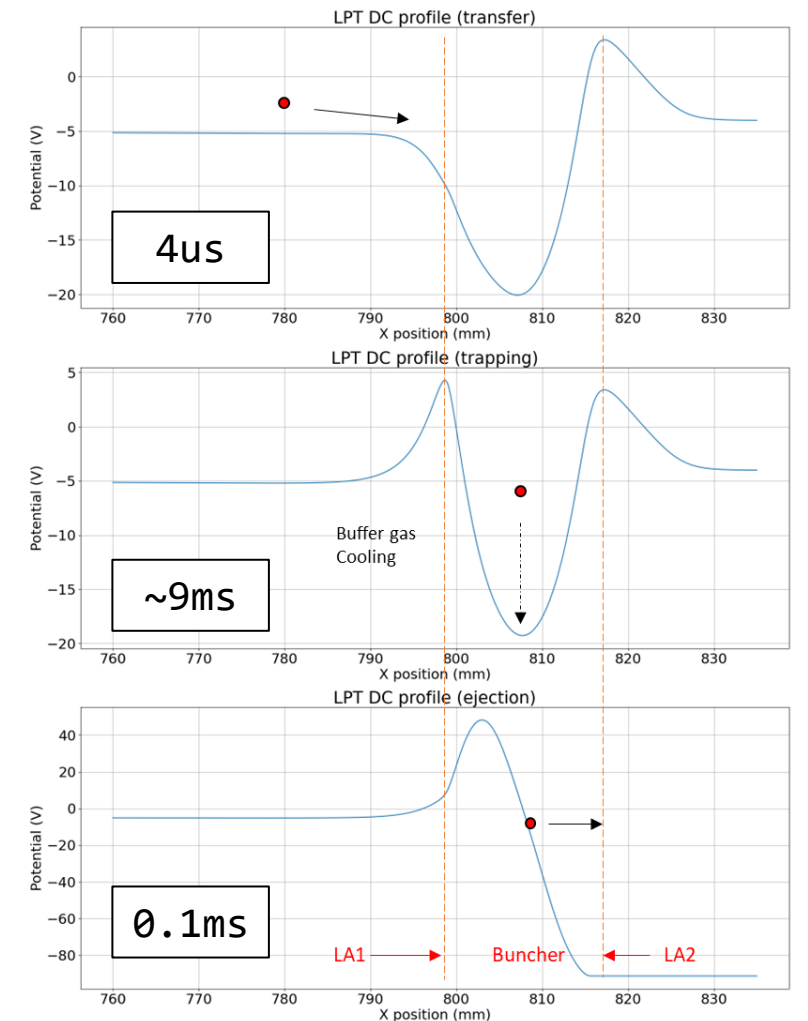 LPT DC profile (transfer)
0
−5
−10
−15
−20
Potential (V)
4us
760 770 780 790 800 810 820 830
X position (mm)
LPT DC profile (trapping)
5
0
−5
−10
−15
−20
Potential (V)
Buffer gas
Cooling
~9ms
760 770 780 790 800 810 820 830
X position (mm)
LPT DC profile (ejection)
40
20
0
−20
−40
−60
−80
Potential (V)
0.1ms
LA1 Buncher LA2
760 770 780 790 800 810 820 830
X position (mm)